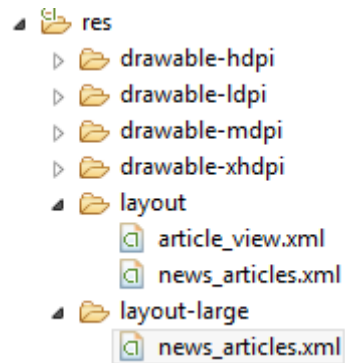 res
drawable-hdpi
drawable-ldpi
drawable-mdpi
drawable-xhdpi
layout
article_view.xml
news_articles.xml
layout-large
news_articles.xml